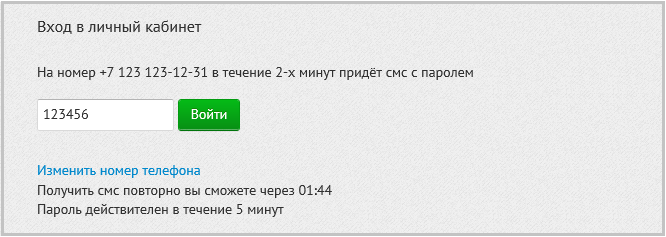 Вход в личный кабинет
На номер +7 123 123-12-31 в течение 2-х минут придёт смс с паролем
123456 Войти
Изменить номер телефона
Получить смс повторно вы сможете через 01:44
Пароль действителен в течение 5 минут